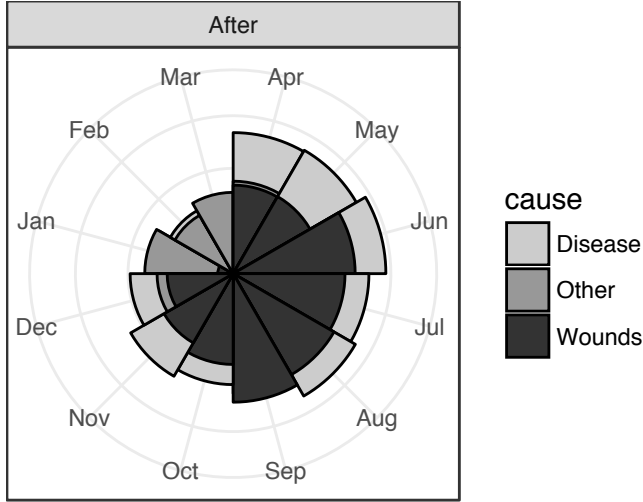 After
Mar
Apr
Feb
May
Jan
Jun
Dec
Jul
Nov
Aug
Oct
Sep
cause
Disease
Other
Wounds